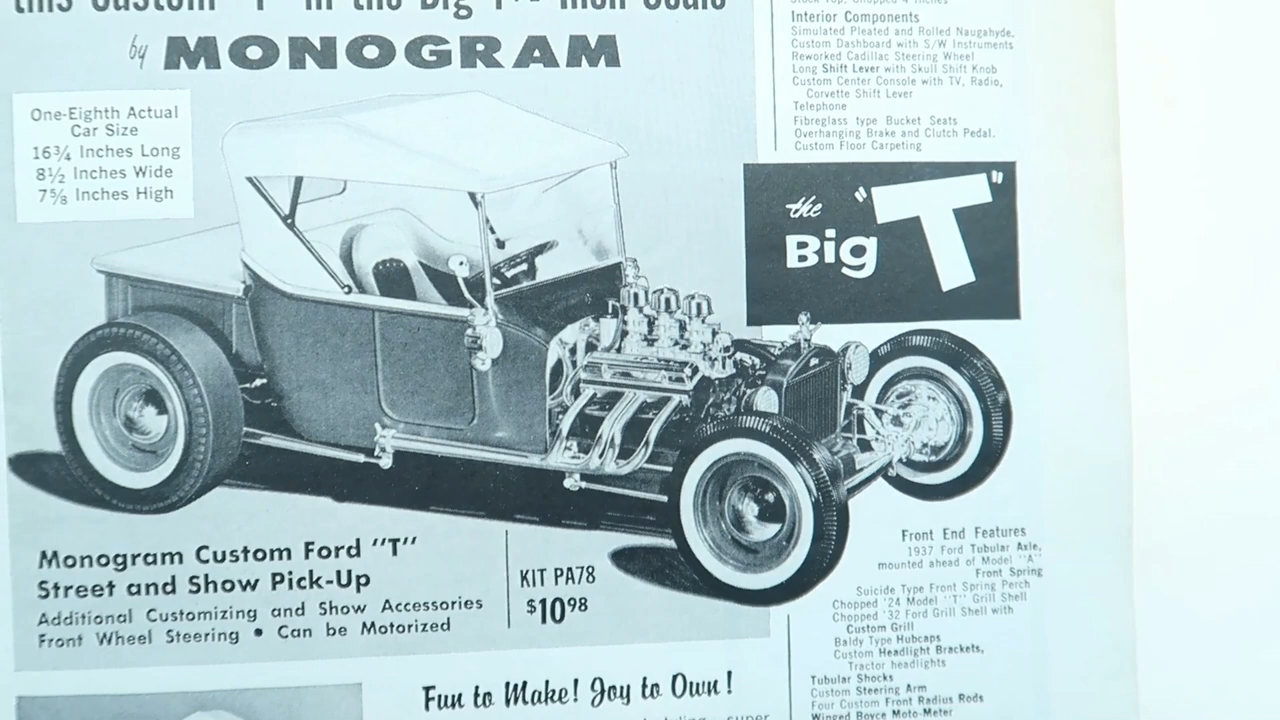 this Custom "T" in the Big
by MONOGRAM
One-Eighth Actual
Car Size
16¾ Inches Long
8½ Inches Wide
7⅝ Inches High
Monogram Custom Ford "T"
Street and Show Pick-Up
Additional Customizing and Show Accessories
Front Wheel Steering • Can be Motorized
KIT PA78
$10⁹⁸
Fun to Make! Joy to Own!
super
Interior Components
Simulated Pleated and Rolled Naugahyde.
Custom Dashboard with S/W Instruments
Reworked Cadillac Steering Wheel
Long Shift Lever with Skull Shift Knob
Custom Center Console with TV, Radio,
Corvette Shift Lever
Telephone
Fibreglass type Bucket Seats
Overhanging Brake and Clutch Pedal.
Custom Floor Carpeting
the
Big "T"
Front End Features
1937 Ford Tubular Axle,
mounted ahead of Model "A"
Front Spring
Suicide Type Front Spring Perch
Chopped '24 Model "T" Grill Shell
Chopped '32 Ford Grill Shell with
Custom Grill
Baldy Type Hubcaps
Custom Headlight Brackets,
Tractor headlights
Tubular Shocks
Custom Steering Arm
Four Custom Front Radius Rods
Winged Boyce Moto-Meter